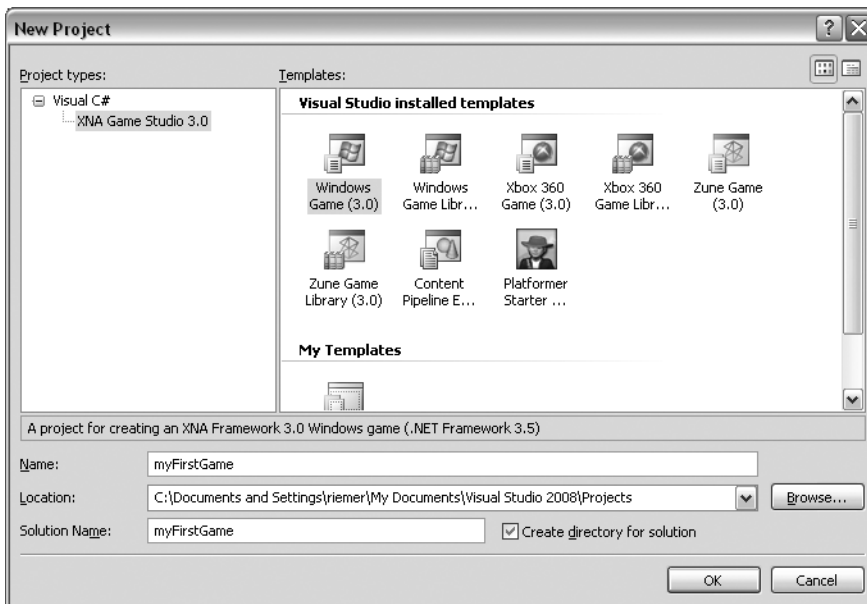 New Project
Project types:
Templates:
Visual C#
XNA Game Studio 3.0
Visual Studio installed templates
Windows Game (3.0)
Windows Game Libr...
Xbox 360 Game (3.0)
Xbox 360 Game Libr...
Zune Game (3.0)
Zune Game Library (3.0)
Content Pipeline E...
Platformer Starter ...
My Templates
A project for creating an XNA Framework 3.0 Windows game (.NET Framework 3.5)
Name:
myFirstGame
Location:
C:\Documents and Settings\riemer\My Documents\Visual Studio 2008\Projects
Browse...
Solution Name:
myFirstGame
Create directory for solution
OK
Cancel